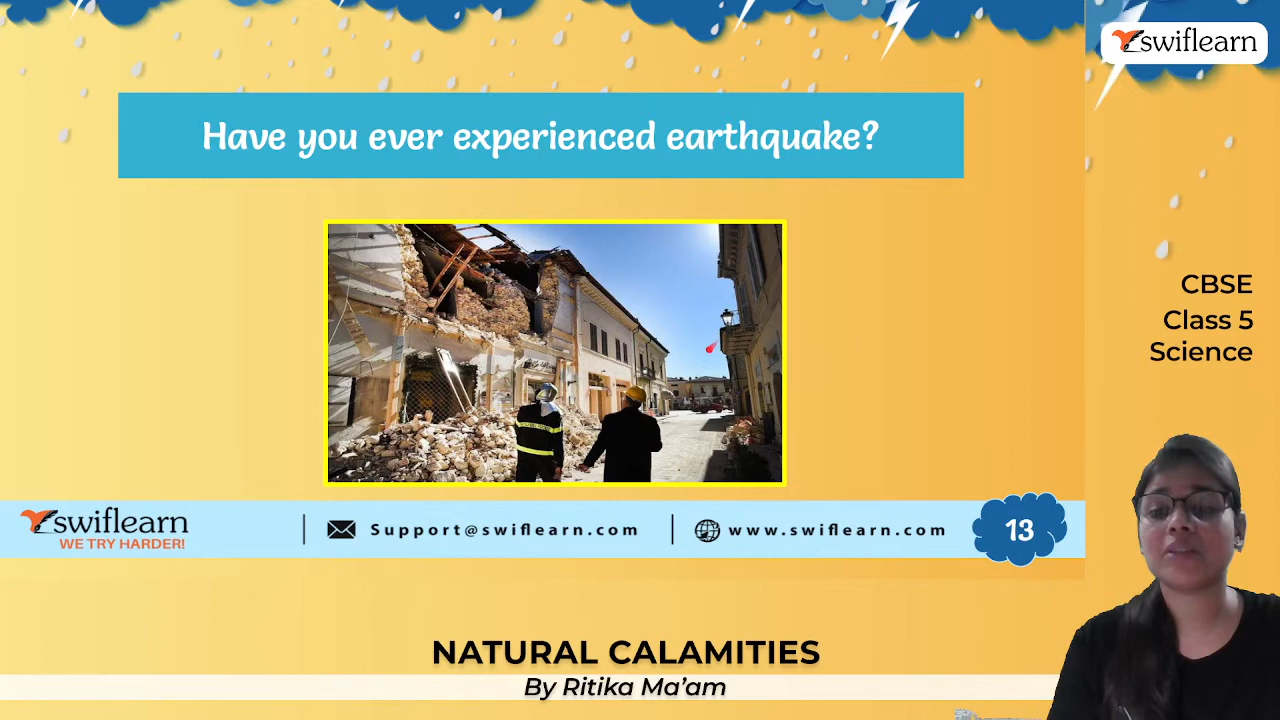 swiflearn
Have you ever experienced earthquake?
CBSE
Class 5
Science
swiflearn
WE TRY HARDER!
Support@swiflearn.com
www.swiflearn.com
13
NATURAL CALAMITIES
By Ritika Ma'am